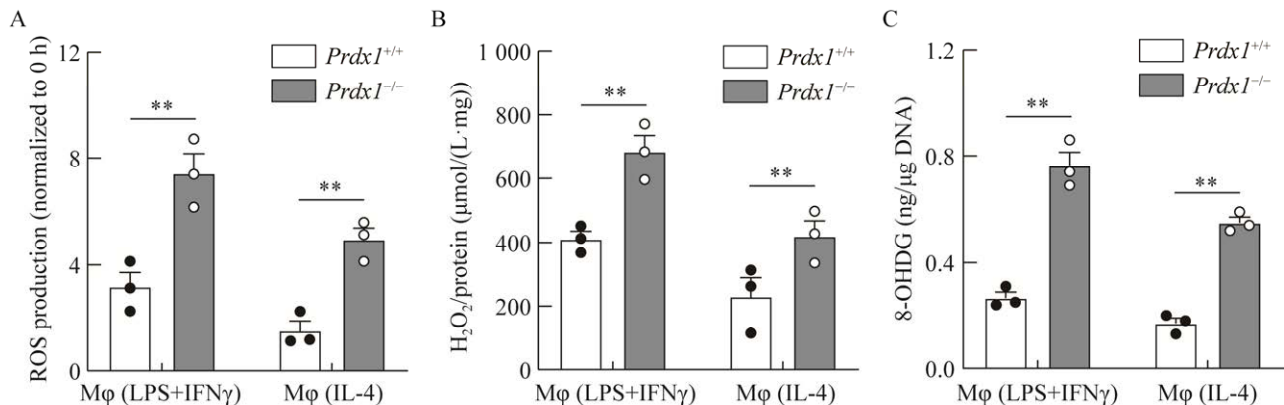 A
ROS production (normalized to 0 h)
12
8
4
0
Prdx1+/+
Prdx1−/−
**
**
Mφ (LPS+IFNγ)
Mφ (IL-4)
B
H₂O₂/protein (μmol/(L·mg))
1 000
800
600
400
200
0
Prdx1+/+
Prdx1−/−
**
**
Mφ (LPS+IFNγ)
Mφ (IL-4)
C
8-OHDG (ng/μg DNA)
1.2
0.8
0.4
0.0
Prdx1+/+
Prdx1−/−
**
**
Mφ (LPS+IFNγ)
Mφ (IL-4)